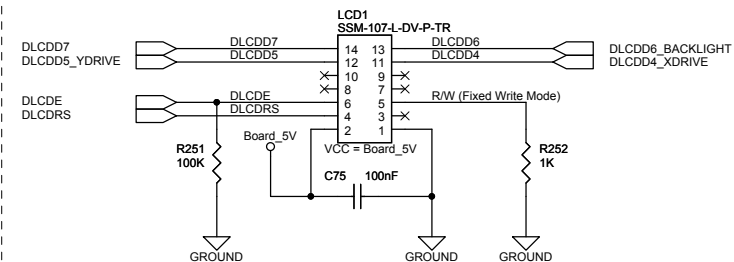 LCD1
SSM-107-L-DV-P-TR
DLCDD7 DLCDD7 14 13 DLCDD6 DLCDD6_BACKLIGHT
DLCDD5_YDRIVE DLCDD5 12 11 DLCDD4 DLCDD4_XDRIVE
10 9
8 7
DLCDE DLCDE 6 5 R/W (Fixed Write Mode)
DLCDRS DLCDRS 4 3
2 1
Board_5V
VCC = Board_5V
R251
100K
R252
1K
C75 100nF
GROUND GROUND GROUND